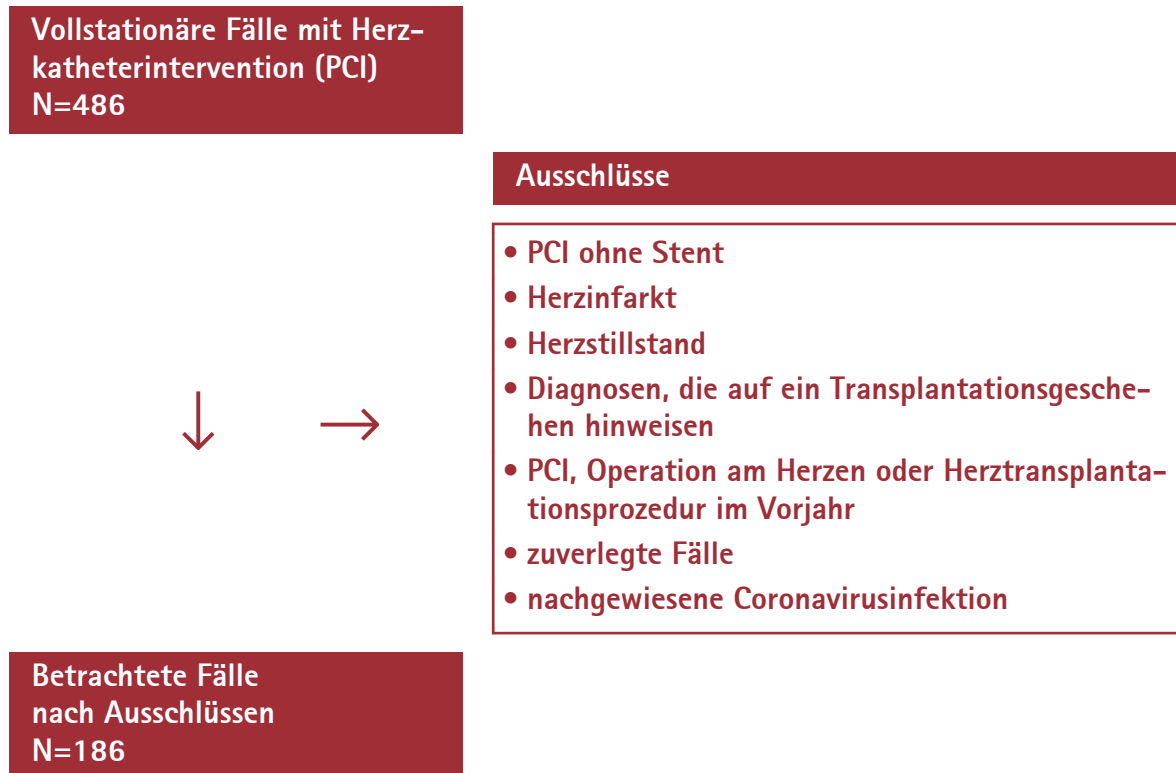 Vollstationäre Fälle mit Herz-
katheterintervention (PCI)
N=486
Ausschlüsse
• PCI ohne Stent
• Herzinfarkt
• Herzstillstand
• Diagnosen, die auf ein Transplantationsgesche-
hen hinweisen
• PCI, Operation am Herzen oder Herztransplanta-
tionsprozedur im Vorjahr
• zuverlegte Fälle
• nachgewiesene Coronavirusinfektion
Betrachtete Fälle
nach Ausschlüssen
N=186